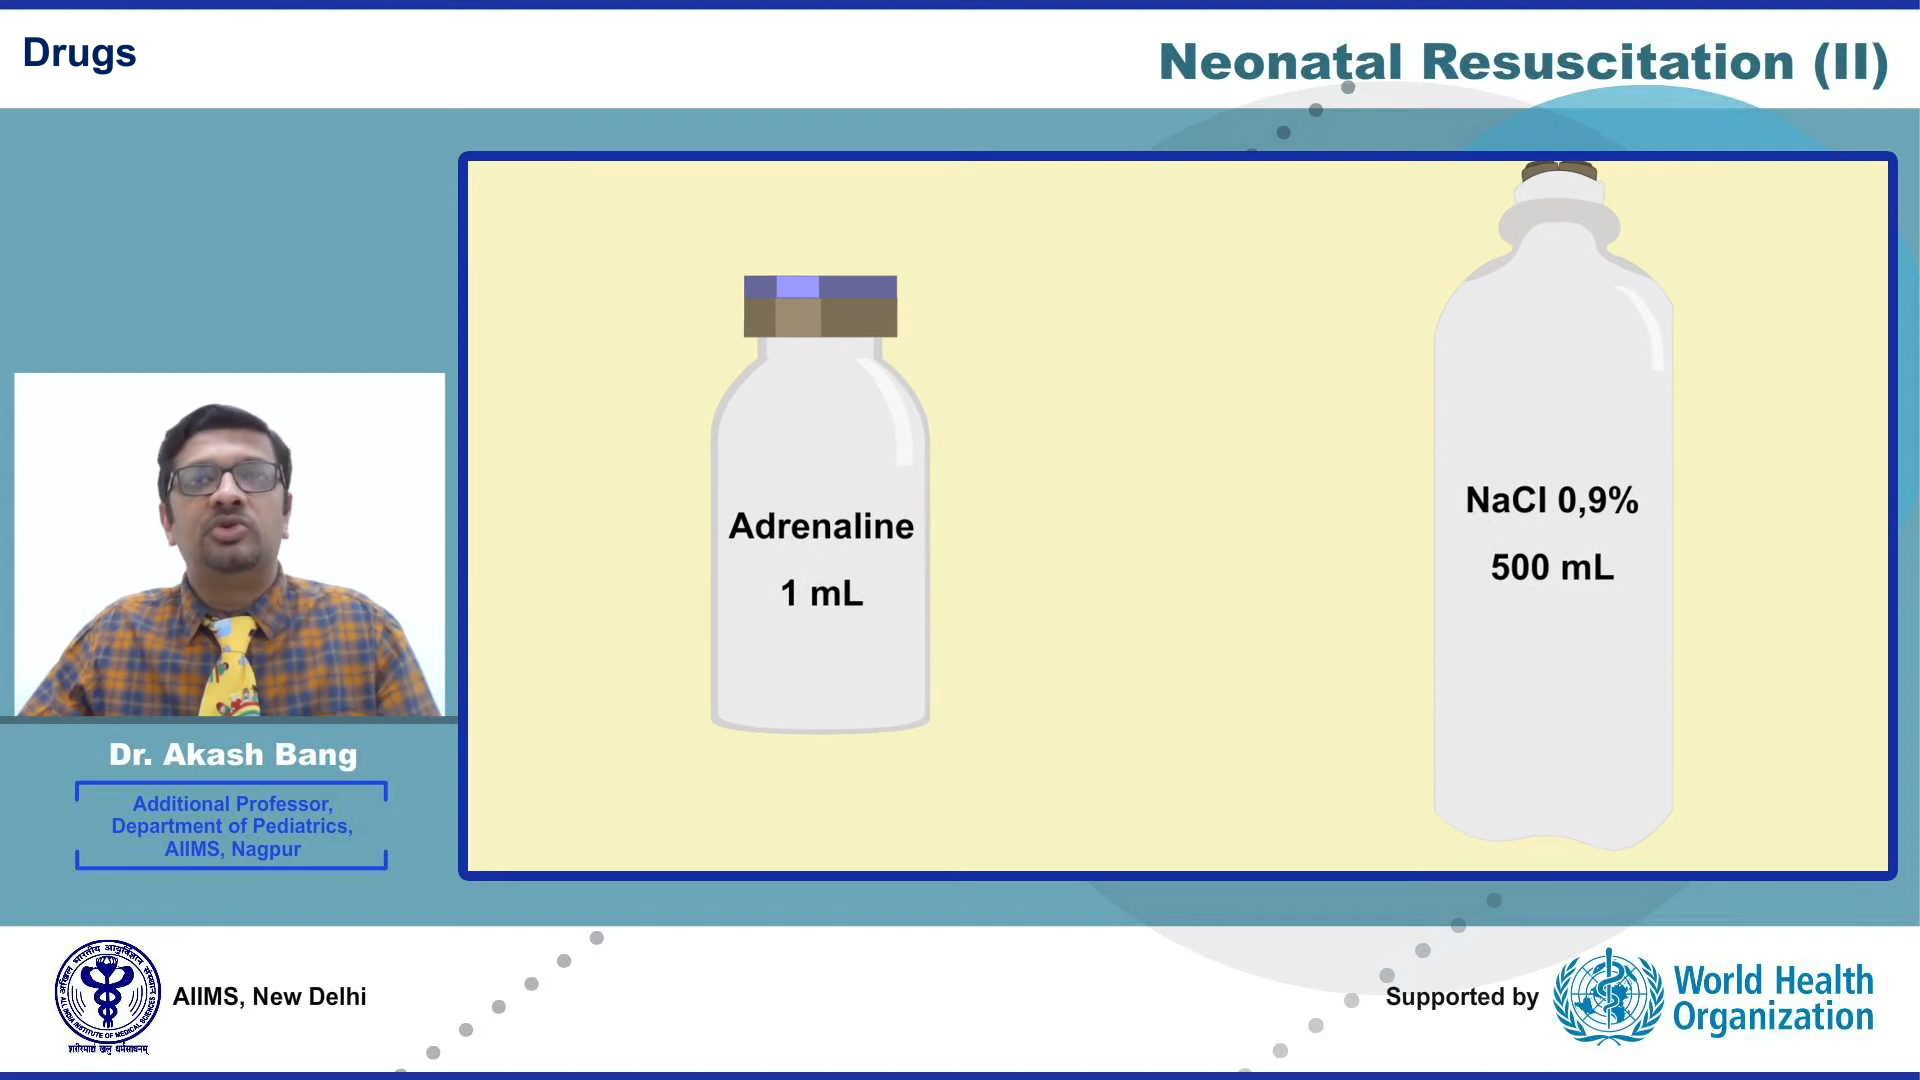 Drugs
Neonatal Resuscitation (II)
Adrenaline
1 mL
NaCl 0,9%
500 mL
Dr. Akash Bang
Additional Professor,
Department of Pediatrics,
AIIMS, Nagpur
AIIMS, New Delhi
Supported by
World Health
Organization